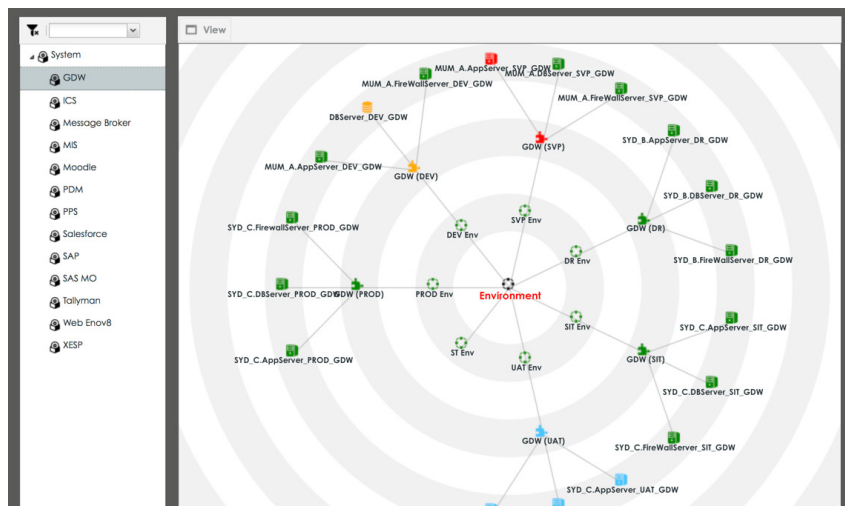 View
System
GDW
ICS
Message Broker
MIS
Moodle
PDM
PPS
Salesforce
SAP
SAS MO
Tallyman
Web Enov8
XESP
MUM_A.AppServer_SVP_GDW
MUM_A.DBServer_SVP_GDW
MUM_A.FireWallServer_DEV_GDW
MUM_A.FireWallServer_SVP_GDW
DBServer_DEV_GDW
GDW (SVP)
SYD_B.AppServer_DR_GDW
MUM_A.AppServer_DEV_GDW
GDW (DEV)
SYD_B.DBServer_DR_GDW
SVP Env
SYD_C.FirewallServer_PROD_GDW
DEV Env
GDW (DR)
DR Env
SYD_B.FireWallServer_DR_GDW
SYD_C.DBServer_PROD_GDW
GDW (PROD)
PROD Env
Environment
SIT Env
SYD_C.AppServer_SIT_GDW
ST Env
SYD_C.AppServer_PROD_GDW
UAT Env
GDW (SIT)
SYD_C.DBServer_SIT_GDW
GDW (UAT)
SYD_C.FireWallServer_SIT_GDW
SYD_C.AppServer_UAT_GDW